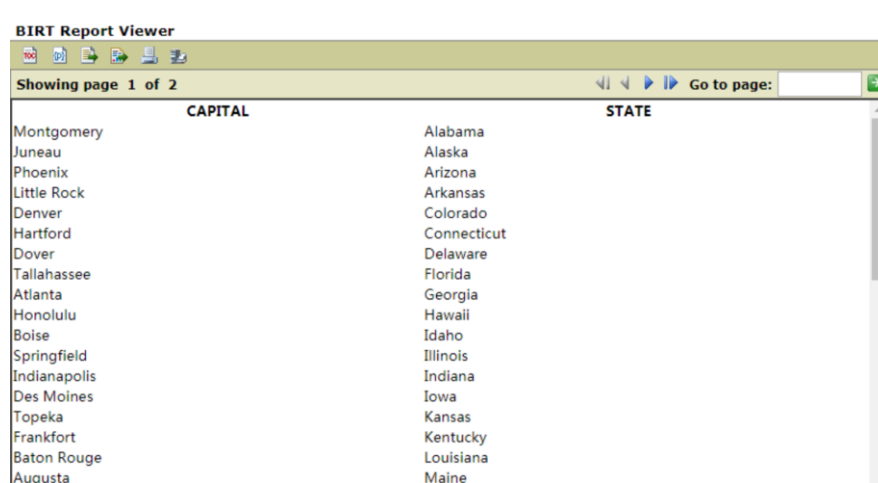 BIRT Report Viewer
Showing page 1 of 2 Go to page:
CAPITAL STATE
Montgomery Alabama
Juneau Alaska
Phoenix Arizona
Little Rock Arkansas
Denver Colorado
Hartford Connecticut
Dover Delaware
Tallahassee Florida
Atlanta Georgia
Honolulu Hawaii
Boise Idaho
Springfield Illinois
Indianapolis Indiana
Des Moines Iowa
Topeka Kansas
Frankfort Kentucky
Baton Rouge Louisiana
Augusta Maine